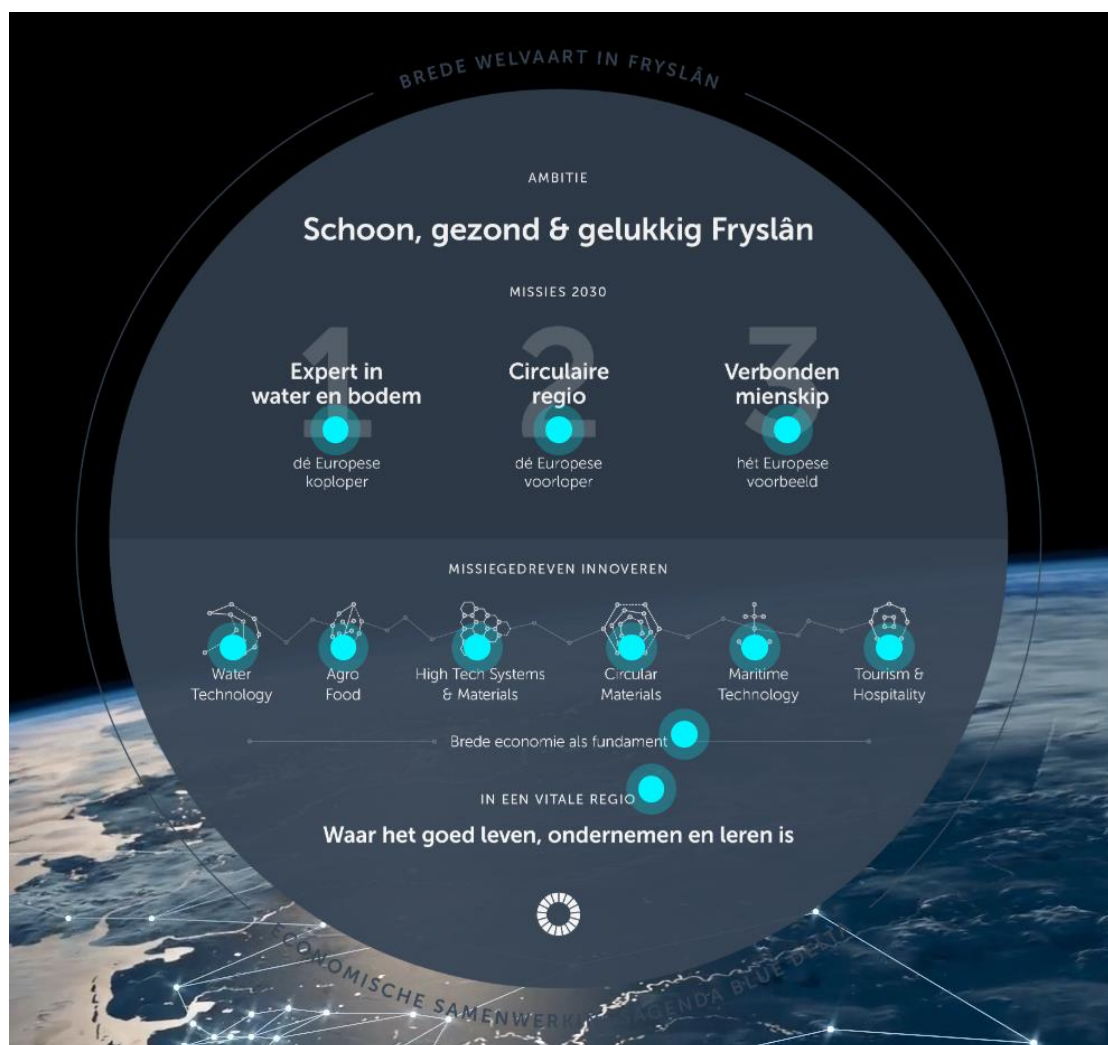 BREDE WELVAART IN FRYSLÂN
AMBITIE
Schoon, gezond & gelukkig Fryslân
MISSIES 2030
1
Expert in
water en bodem
dé Europese
koploper
2
Circulaire
regio
dé Europese
voorloper
3
Verbonden
mienskip
hét Europese
voorbeeld
MISSIEGEDREVEN INNOVEREN
Water
Technology
Agro
Food
High Tech Systems
& Materials
Circular
Materials
Maritime
Technology
Tourism &
Hospitality
Brede economie als fundament
IN EEN VITALE REGIO
Waar het goed leven, ondernemen en leren is
ECONOMISCHE SAMENWERKINGSAGENDA BLUE DELTA